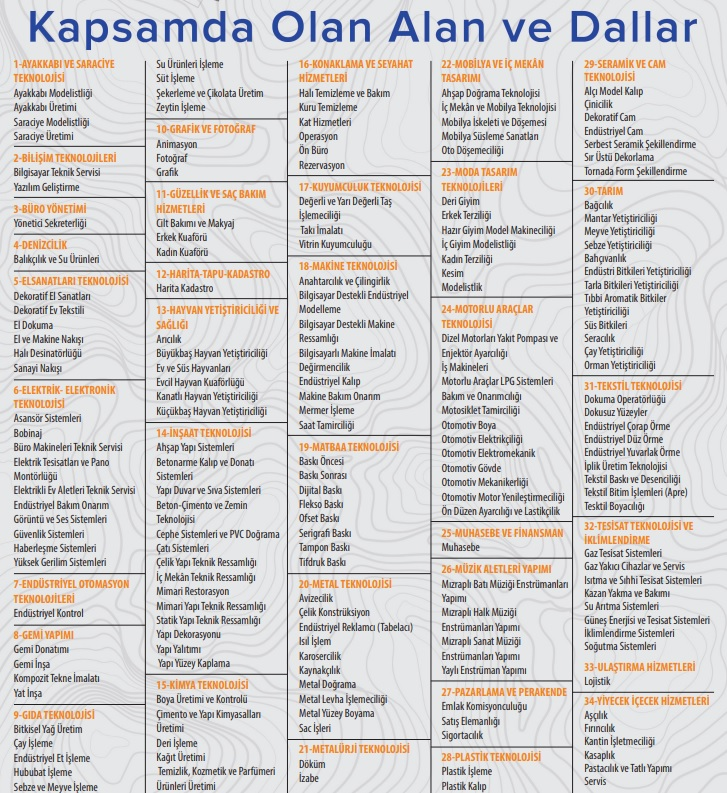 Kapsamda Olan Alan ve Dallar
1-AYAKKABI VE SARACİYE
TEKNOLOJİSİ
Ayakkabı Modelistliği
Ayakkabı Üretimi
Saraciye Modelistliği
Saraciye Üretimi
2-BİLİŞİM TEKNOLOJİLERİ
Bilgisayar Teknik Servisi
Yazılım Geliştirme
3-BÜRO YÖNETİMİ
Yönetici Sekreterliği
4-DENİZCİLİK
Balıkçılık ve Su Ürünleri
5-ELSANATLARI TEKNOLOJİSİ
Dekoratif El Sanatları
Dekoratif Ev Tekstili
El Dokuma
El ve Makine Nakışı
Halı Desinatörlüğü
Sanayi Nakışı
6-ELEKTRİK- ELEKTRONİK
TEKNOLOJİSİ
Asansör Sistemleri
Bobinaj
Büro Makineleri Teknik Servisi
Elektrik Tesisatları ve Pano
Montörlüğü
Elektrikli Ev Aletleri Teknik Servisi
Endüstriyel Bakım Onarım
Görüntü ve Ses Sistemleri
Güvenlik Sistemleri
Haberleşme Sistemleri
Yüksek Gerilim Sistemleri
7-ENDÜSTRİYEL OTOMASYON
TEKNOLOJİLERİ
Endüstriyel Kontrol
8-GEMİ YAPIMI
Gemi Donatımı
Gemi İnşa
Kompozit Tekne İmalatı
Yat İnşa
9-GIDA TEKNOLOJİSİ
Bitkisel Yağ Üretim
Çay İşleme
Endüstriyel Et İşleme
Hububat İşleme
Sebze ve Meyve İşleme
Su Ürünleri İşleme
Süt İşleme
Şekerleme ve Çikolata Üretim
Zeytin İşleme
10-GRAFİK VE FOTOĞRAF
Animasyon
Fotoğraf
Grafik
11-GÜZELLİK VE SAÇ BAKIM
HİZMETLERİ
Cilt Bakımı ve Makyaj
Erkek Kuaförü
Kadın Kuaförü
12-HARİTA-TAPU-KADASTRO
Harita Kadastro
13-HAYVAN YETİŞTİRİCİLİĞİ VE
SAĞLIĞI
Arıcılık
Büyükbaş Hayvan Yetiştiriciliği
Ev ve Süs Hayvanları
Evcil Hayvan Kuaförlüğü
Kanatlı Hayvan Yetiştiriciliği
Küçükbaş Hayvan Yetiştiriciliği
14-İNŞAAT TEKNOLOJİSİ
Ahşap Yapı Sistemleri
Betonarme Kalıp ve Donatı
Sistemleri
Yapı Duvar ve Sıva Sistemleri
Beton-Çimento ve Zemin
Teknolojisi
Cephe Sistemleri ve PVC Doğrama
Çatı Sistemleri
Çelik Yapı Teknik Ressamlığı
İç Mekân Teknik Ressamlığı
Mimari Restorasyon
Mimari Yapı Teknik Ressamlığı
Statik Yapı Teknik Ressamlığı
Yapı Dekorasyonu
Yapı Yalıtımı
Yapı Yüzey Kaplama
15-KİMYA TEKNOLOJİSİ
Boya Üretimi ve Kontrolü
Çimento ve Yapı Kimyasalları
Üretimi
Deri İşleme
Kağıt Üretimi
Temizlik, Kozmetik ve Parfümeri
Ürünleri Üretimi
16-KONAKLAMA VE SEYAHAT
HİZMETLERİ
Halı Temizleme ve Bakım
Kuru Temizleme
Kat Hizmetleri
Operasyon
Ön Büro
Rezervasyon
17-KUYUMCULUK TEKNOLOJİSİ
Değerli ve Yarı Değerli Taş
İşlemeciliği
Takı İmalatı
Vitrin Kuyumculuğu
18-MAKİNE TEKNOLOJİSİ
Anahtarcılık ve Çilingirlik
Bilgisayar Destekli Endüstriyel
Modelleme
Bilgisayar Destekli Makine
Ressamlığı
Bilgisayarlı Makine İmalatı
Değirmencilik
Endüstriyel Kalıp
Makine Bakım Onarım
Mermer İşleme
Saat Tamirciliği
19-MATBAA TEKNOLOJİSİ
Baskı Öncesi
Baskı Sonrası
Dijital Baskı
Flekso Baskı
Ofset Baskı
Serigrafi Baskı
Tampon Baskı
Tifdruk Baskı
20-METAL TEKNOLOJİSİ
Avizecilik
Çelik Konstrüksiyon
Endüstriyel Reklamcı (Tabelacı)
Isıl İşlem
Karosercilik
Kaynakçılık
Metal Doğrama
Metal Levha İşlemeciliği
Metal Yüzey Boyama
Sac İşleri
21-METALÜRJİ TEKNOLOJİSİ
Döküm
İzabe
22-MOBİLYA VE İÇ MEKÂN
TASARIMI
Ahşap Doğrama Teknolojisi
İç Mekân ve Mobilya Teknolojisi
Mobilya İskeleti ve Döşemesi
Mobilya Süsleme Sanatları
Oto Döşemeciliği
23-MODA TASARIM
TEKNOLOJİLERİ
Deri Giyim
Erkek Terziliği
Hazır Giyim Model Makineciliği
İç Giyim Modelistliği
Kadın Terziliği
Kesim
Modelistlik
24-MOTORLU ARAÇLAR
TEKNOLOJİSİ
Dizel Motorları Yakıt Pompası ve
Enjektör Ayarcılığı
İş Makineleri
Motorlu Araçlar LPG Sistemleri
Bakım ve Onarımcılığı
Motosiklet Tamirciliği
Otomotiv Boya
Otomotiv Elektrikçiliği
Otomotiv Elektromekanik
Otomotiv Gövde
Otomotiv Mekanikerliği
Otomotiv Motor Yenileştirmeciliği
Ön Düzen Ayarcılığı ve Lastikçilik
25-MUHASEBE VE FİNANSMAN
Muhasebe
26-MÜZİK ALETLERİ YAPIMI
Mızraplı Batı Müziği Enstrümanları
Yapımı
Mızraplı Halk Müziği
Enstrümanları Yapımı
Mızraplı Sanat Müziği
Enstrümanları Yapımı
Yaylı Enstrüman Yapımı
27-PAZARLAMA VE PERAKENDE
Emlak Komisyonculuğu
Satış Elemanlığı
Sigortacılık
28-PLASTİK TEKNOLOJİSİ
Plastik İşleme
Plastik Kalıp
29-SERAMİK VE CAM
TEKNOLOJİSİ
Alçı Model Kalıp
Çinicilik
Dekoratif Cam
Endüstriyel Cam
Serbest Seramik Şekillendirme
Sır Üstü Dekorlama
Tornada Form Şekillendirme
30-TARIM
Bağcılık
Mantar Yetiştiriciliği
Meyve Yetiştiriciliği
Sebze Yetiştiriciliği
Bahçıvanlık
Endüstri Bitkileri Yetiştiriciliği
Tarla Bitkileri Yetiştiriciliği
Tıbbi Aromatik Bitkiler
Yetiştiriciliği
Süs Bitkileri
Seracılık
Çay Yetiştiriciliği
Orman Yetiştiriciliği
31-TEKSTİL TEKNOLOJİSİ
Dokuma Operatörlüğü
Dokusuz Yüzeyler
Endüstriyel Çorap Örme
Endüstriyel Düz Örme
Endüstriyel Yuvarlak Örme
İplik Üretim Teknolojisi
Tekstil Baskı ve Desenciliği
Tekstil Bitim İşlemleri (Apre)
Tesktil Boyacılığı
32-TESİSAT TEKNOLOJİSİ VE
İKLİMLENDİRME
Gaz Tesisat Sistemleri
Gaz Yakıcı Cihazlar ve Servis
Isıtma ve Sıhhi Tesisat Sistemleri
Kazan Yakma ve Bakımı
Su Arıtma Sistemleri
Güneş Enerjisi ve Tesisat Sistemleri
İklimlendirme Sistemleri
Soğutma Sistemleri
33-ULAŞTIRMA HİZMETLERİ
Lojistik
34-YİYECEK İÇECEK HİZMETLERİ
Aşçılık
Fırıncılık
Kantin İşletmeciliği
Kasaplık
Pastacılık ve Tatlı Yapımı
Servis